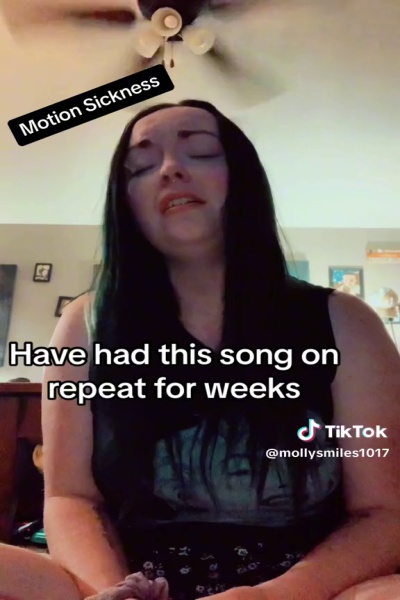 Motion Sickness
Have had this song on
repeat for weeks
TikTok
@mollysmiles1017